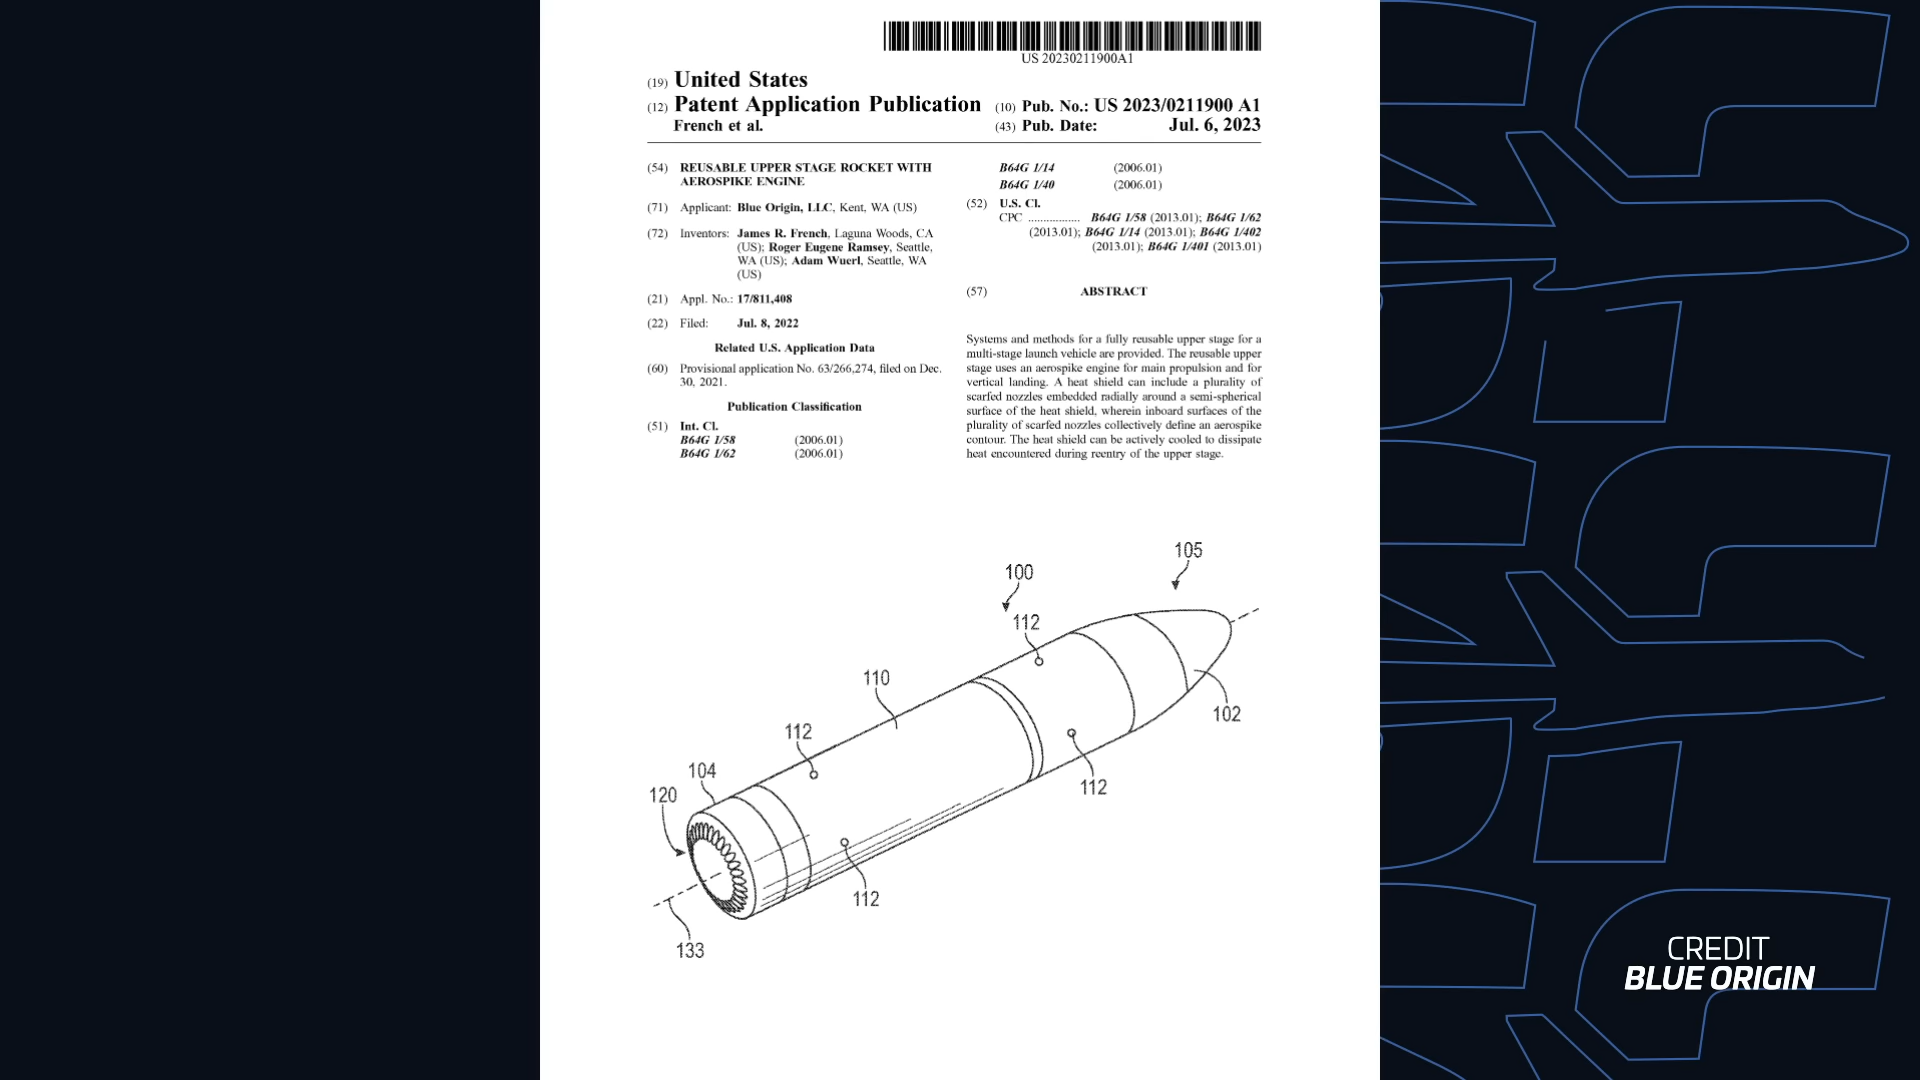 US 20230211900A1
(19) United States
(12) Patent Application Publication
French et al.
(10) Pub. No.: US 2023/0211900 A1
(43) Pub. Date: Jul. 6, 2023
(54) REUSABLE UPPER STAGE ROCKET WITH
AEROSPIKE ENGINE
(71) Applicant: Blue Origin, LLC, Kent, WA (US)
(72) Inventors: James R. French, Laguna Woods, CA
(US); Roger Eugene Ramsey, Seattle,
WA (US); Adam Wuerl, Seattle, WA
(US)
(21) Appl. No.: 17/811,408
(22) Filed: Jul. 8, 2022
Related U.S. Application Data
(60) Provisional application No. 63/266,274, filed on Dec.
30, 2021.
Publication Classification
(51) Int. Cl.
B64G 1/58 (2006.01)
B64G 1/62 (2006.01)
B64G 1/14 (2006.01)
B64G 1/40 (2006.01)
(52) U.S. Cl.
CPC ................. B64G 1/58 (2013.01); B64G 1/62
(2013.01); B64G 1/14 (2013.01); B64G 1/402
(2013.01); B64G 1/401 (2013.01)
(57) ABSTRACT
Systems and methods for a fully reusable upper stage for a
multi-stage launch vehicle are provided. The reusable upper
stage uses an aerospike engine for main propulsion and for
vertical landing. A heat shield can include a plurality of
scarfed nozzles embedded radially around a semi-spherical
surface of the heat shield, wherein inboard surfaces of the
plurality of scarfed nozzles collectively define an aerospike
contour. The heat shield can be actively cooled to dissipate
heat encountered during reentry of the upper stage.
105
100
112
110
102
112
112
104
120
112
133
CREDIT
BLUE ORIGIN